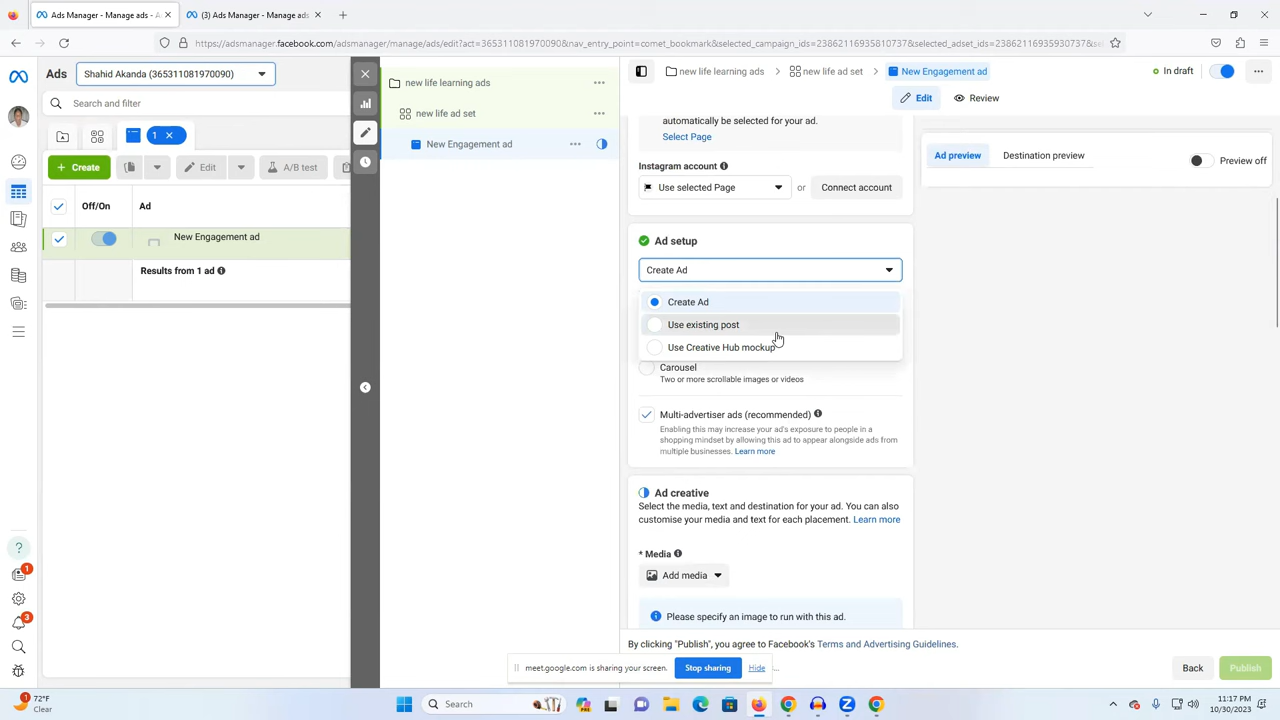 Ads Manager - Manage ads - A
(3) Ads Manager - Manage ads
https://adsmanager.facebook.com/adsmanager/manage/ads/edit?act=365311081970090&nav_entry_point=comet_bookmark&selected_campaign_ids=23862116935810737&selected_adset_ids=23862116935930737&sec
Ads
Shahid Akanda (365311081970090)
Search and filter
1
Create
Edit
A/B test
Off/On
Ad
New Engagement ad
Results from 1 ad
new life learning ads
new life ad set
New Engagement ad
new life learning ads
new life ad set
New Engagement ad
In draft
Edit
Review
automatically be selected for your ad.
Select Page
Instagram account
Use selected Page
or
Connect account
Ad setup
Create Ad
Create Ad
Use existing post
Use Creative Hub mockup
Carousel
Two or more scrollable images or videos
Multi-advertiser ads (recommended)
Enabling this may increase your ad's exposure to people in a
shopping mindset by allowing this ad to appear alongside ads from
multiple businesses. Learn more
Ad creative
Select the media, text and destination for your ad. You can also
customise your media and text for each placement. Learn more
* Media
Add media
Please specify an image to run with this ad.
Ad preview
Destination preview
Preview off
By clicking "Publish", you agree to Facebook's Terms and Advertising Guidelines.
Back
Publish
meet.google.com is sharing your screen.
Stop sharing
Hide
1
3
1
72°F
Clear
Search
11:17 PM
10/30/2023